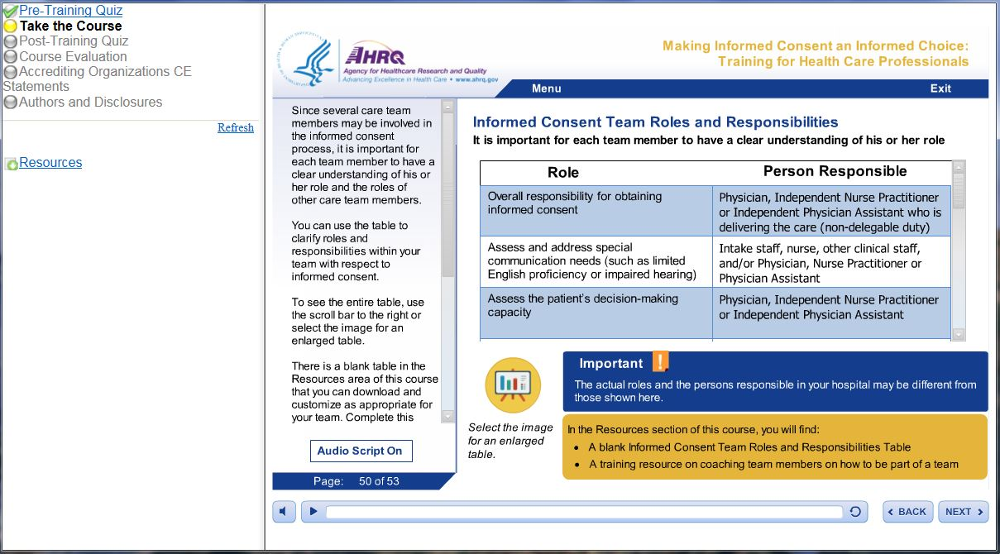 Pre-Training Quiz
Take the Course
Post-Training Quiz
Course Evaluation
Accrediting Organizations CE
Statements
Authors and Disclosures
Refresh
Resources
AHRQ
Agency for Healthcare Research and Quality
Advancing Excellence in Health Care • www.ahrq.gov
Making Informed Consent an Informed Choice:
Training for Health Care Professionals
Menu
Exit
Since several care team
members may be involved in
the informed consent
process, it is important for
each team member to have a
clear understanding of his or
her role and the roles of
other care team members.
You can use the table to
clarify roles and
responsibilities within your
team with respect to
informed consent.
To see the entire table, use
the scroll bar to the right or
select the image for an
enlarged table.
There is a blank table in the
Resources area of this course
that you can download and
customize as appropriate for
your team. Complete this
Audio Script On
Page: 50 of 53
Informed Consent Team Roles and Responsibilities
It is important for each team member to have a clear understanding of his or her role
Role
Person Responsible
Overall responsibility for obtaining
informed consent
Physician, Independent Nurse Practitioner
or Independent Physician Assistant who is
delivering the care (non-delegable duty)
Assess and address special
communication needs (such as limited
English proficiency or impaired hearing)
Intake staff, nurse, other clinical staff,
and/or Physician, Nurse Practitioner or
Physician Assistant
Assess the patient's decision-making
capacity
Physician, Independent Nurse Practitioner
or Independent Physician Assistant
Select the image
for an enlarged
table.
Important !
The actual roles and the persons responsible in your hospital may be different from
those shown here.
In the Resources section of this course, you will find:
• A blank Informed Consent Team Roles and Responsibilities Table
• A training resource on coaching team members on how to be part of a team
BACK
NEXT